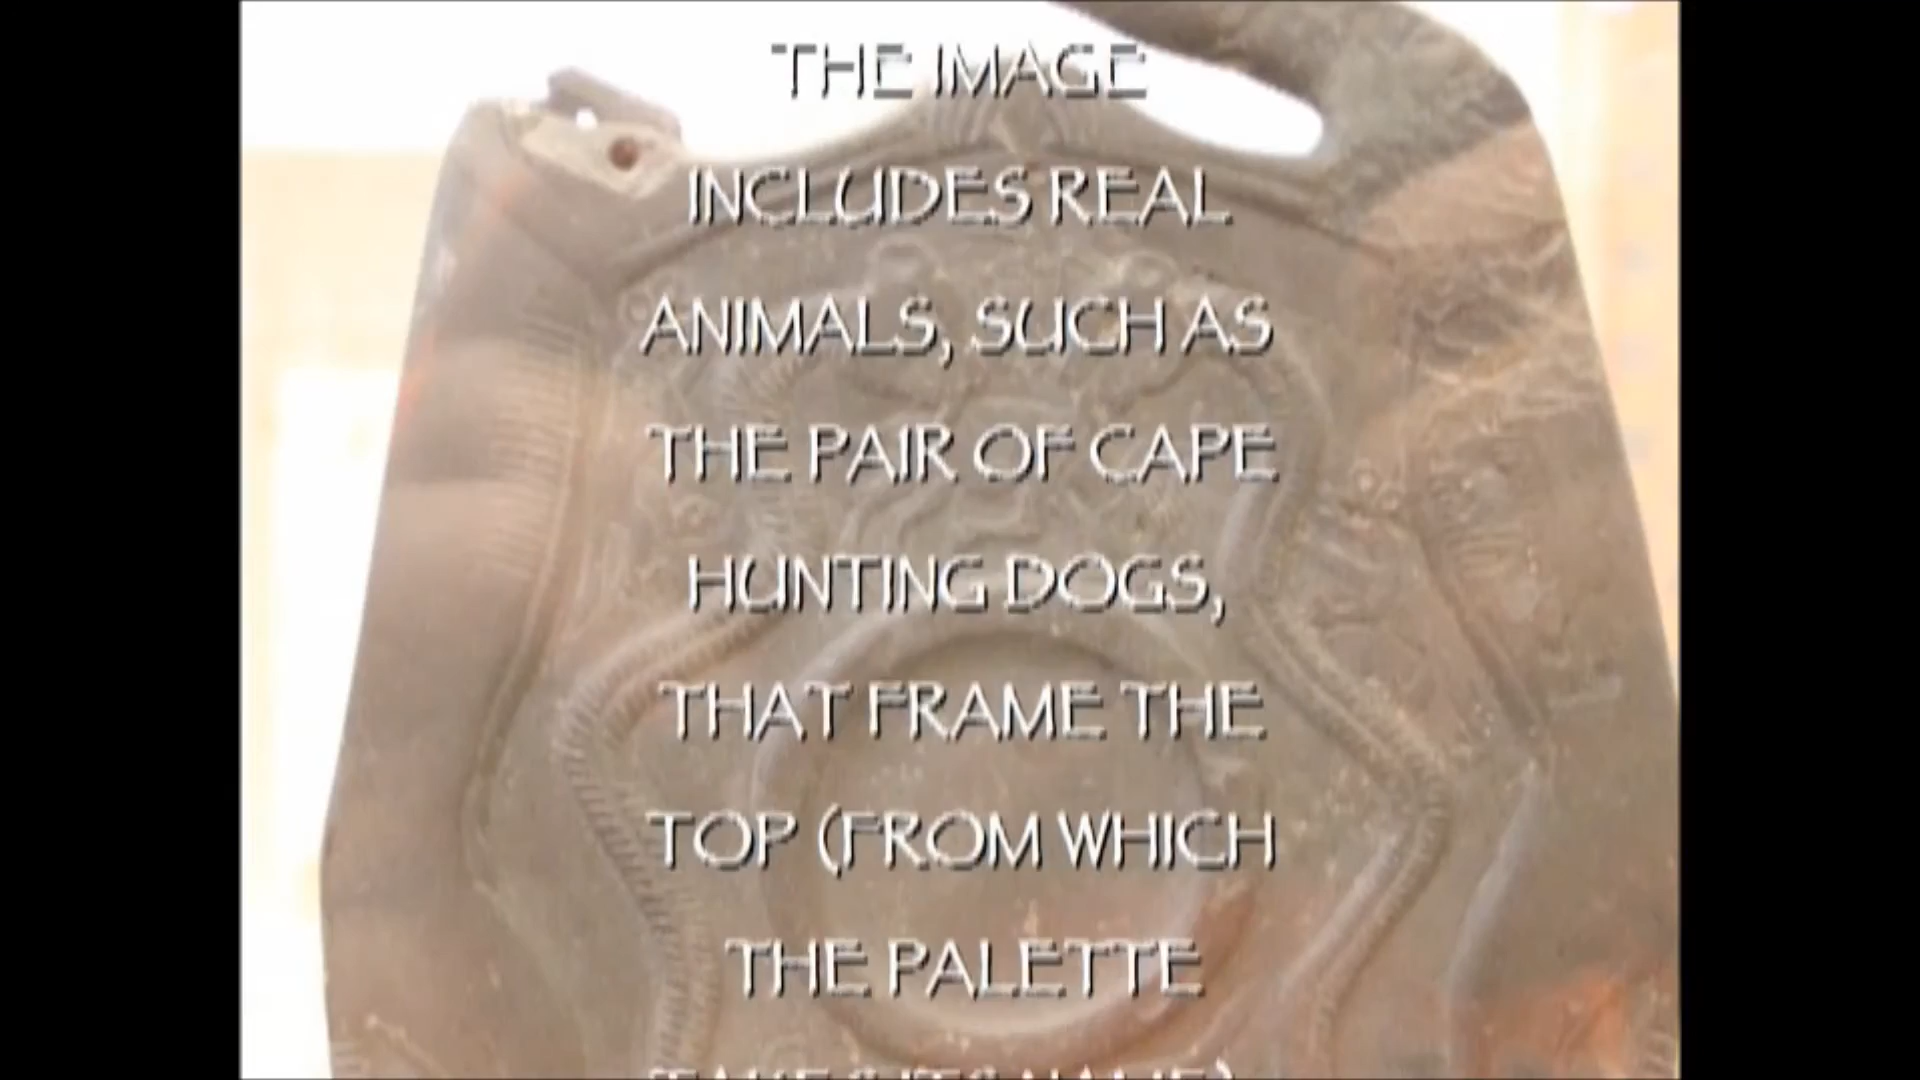 THE IMAGE
INCLUDES REAL
ANIMALS, SUCH AS
THE PAIR OF CAPE
HUNTING DOGS,
THAT FRAME THE
TOP (FROM WHICH
THE PALETTE